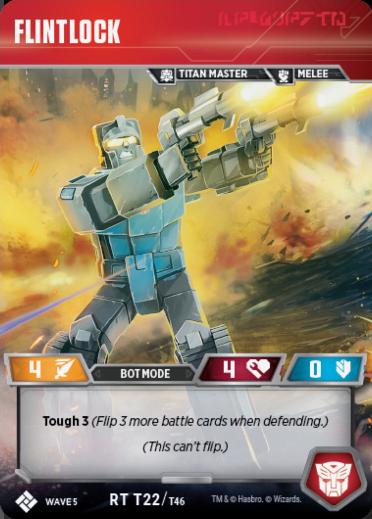 FLINTLOCK
TITAN MASTER MELEE
4 BOT MODE 4 0
Tough 3 (Flip 3 more battle cards when defending.)
(This can't flip.)
WAVE 5 RT T22/T46 TM & © Hasbro. © Wizards.